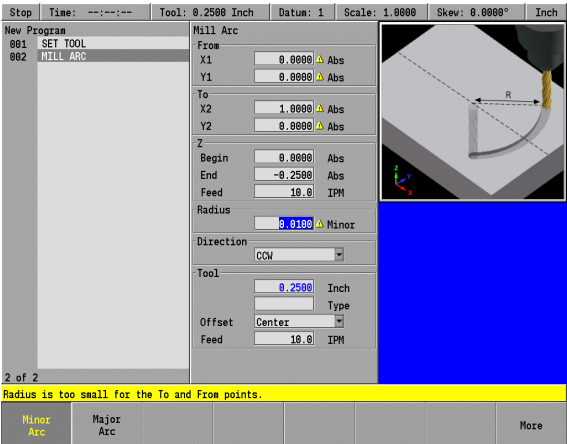 Stop Time: --:--:-- Tool: 0.2500 Inch Datum: 1 Scale: 1.0000 Skew: 0.0000° Inch
New Program
001 SET TOOL
002 MILL ARC
2 of 2
Mill Arc
From
X1 0.0000 Abs
Y1 0.0000 Abs
To
X2 1.0000 Abs
Y2 0.0000 Abs
Z
Begin 0.0000 Abs
End -0.2500 Abs
Feed 10.0 IPM
Radius
0.0100 Minor
Direction
CCW
Tool
0.2500 Inch
Type
Offset Center
Feed 10.0 IPM
R
Z
Y
X
Radius is too small for the To and From points.
Minor Arc
Major Arc
More